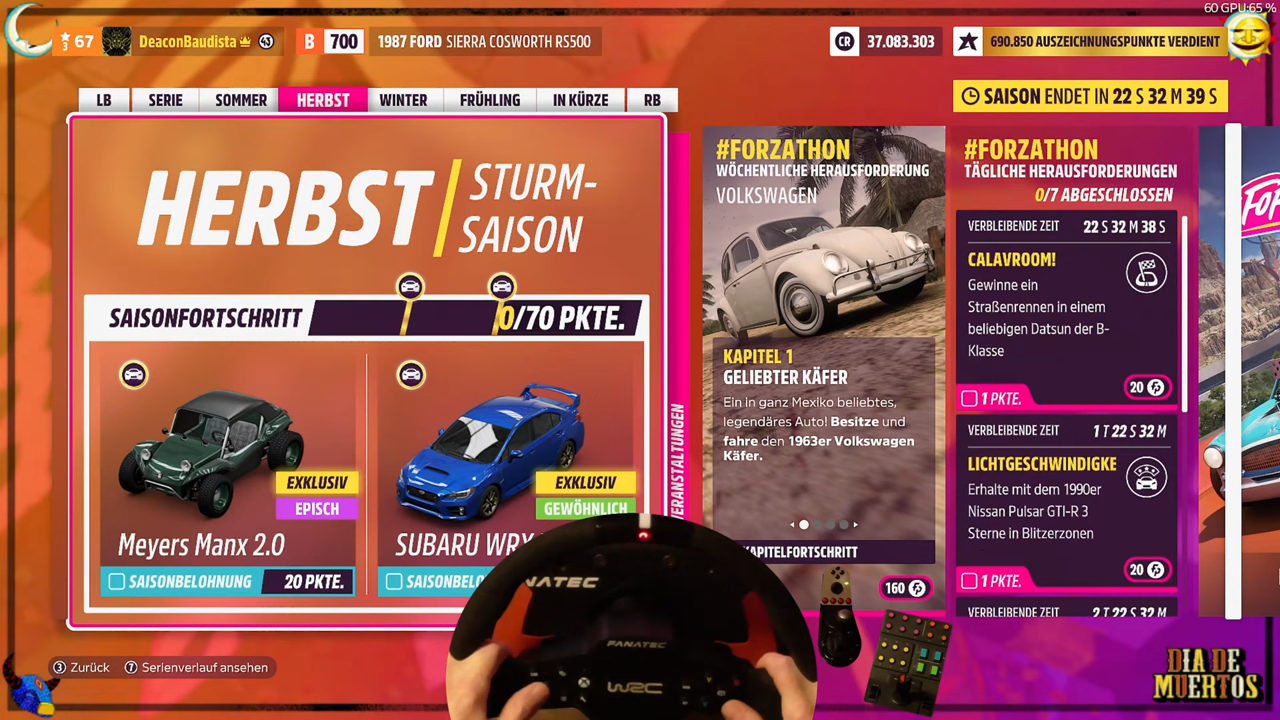 60 GPU:65 %
3 67 DeaconBaudista 43 B 700 1987 FORD SIERRA COSWORTH RS500 CR 37.083.303 690.850 AUSZEICHNUNGSPUNKTE VERDIENT
LB SERIE SOMMER HERBST WINTER FRÜHLING IN KÜRZE RB
SAISON ENDET IN 22 S 32 M 39 S
HERBST
STURM-
SAISON
SAISONFORTSCHRITT 0/70 PKTE.
EXKLUSIV
EPISCH
Meyers Manx 2.0
SAISONBELOHNUNG 20 PKTE.
EXKLUSIV
GEWÖHNLICH
SUBARU WRX
SAISONBELO
VERANSTALTUNGEN
#FORZATHON
WÖCHENTLICHE HERAUSFORDERUNG
VOLKSWAGEN
KAPITEL 1
GELIEBTER KÄFER
Ein in ganz Mexiko beliebtes,
legendäres Auto! Besitze und
fahre den 1963er Volkswagen
Käfer.
KAPITELFORTSCHRITT
160
#FORZATHON
TÄGLICHE HERAUSFORDERUNGEN
0/7 ABGESCHLOSSEN
VERBLEIBENDE ZEIT 22 S 32 M 38 S
CALAVROOM!
Gewinne ein
Straßenrennen in einem
beliebigen Datsun der B-
Klasse
1 PKTE. 20
VERBLEIBENDE ZEIT 1 T 22 S 32 M
LICHTGESCHWINDIGKE
Erhalte mit dem 1990er
Nissan Pulsar GTI-R 3
Sterne in Blitzerzonen
1 PKTE. 20
VERBLEIBENDE ZEIT 2 T 22 S 32 M
3 Zurück 7 Serienverlauf ansehen
NATEC
FANATEC
WRC
DIA DE
MUERTOS